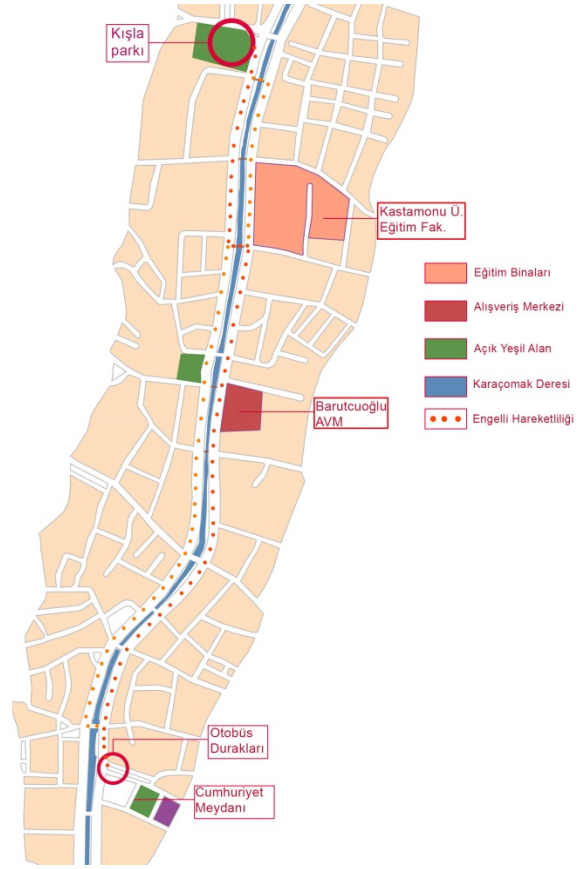 Kışla
parkı
Kastamonu Ü.
Eğitim Fak.
Eğitim Binaları
Alışveriş Merkezi
Açık Yeşil Alan
Karaçomak Deresi
Engelli Hareketliliği
Barutcuoğlu
AVM
Otobüs
Durakları
Cumhuriyet
Meydanı